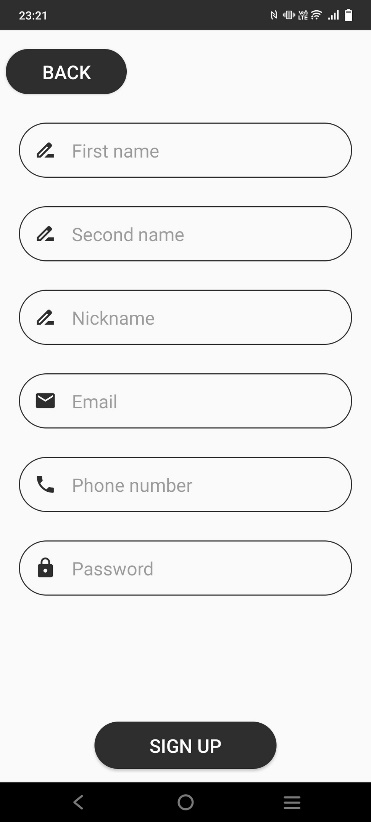 23:21
BACK
First name
Second name
Nickname
Email
Phone number
Password
SIGN UP